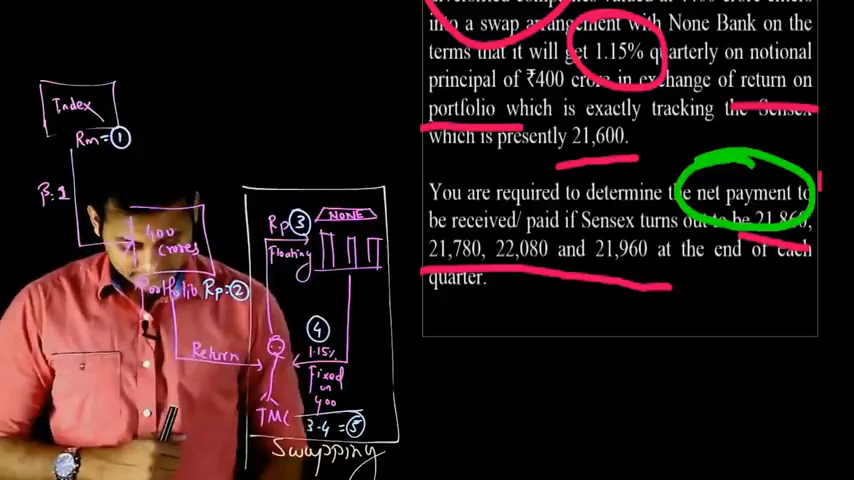 into a swap arrangement with None Bank on the
terms that it will get 1.15% quarterly on notional
principal of ₹400 crore in exchange of return on
portfolio which is exactly tracking the Sensex
which is presently 21,600.
You are required to determine the net payment to
be received/ paid if Sensex turns out to be 21,860,
21,780, 22,080 and 21,960 at the end of each
quarter.
Index
Rm = 1
β:1
400
crores
Portfolio Rp = 2
Return
Rp 3
Floating
NONE
4
1.15%
Fixed
on
400
TMC
3-4 = 5
Swapping